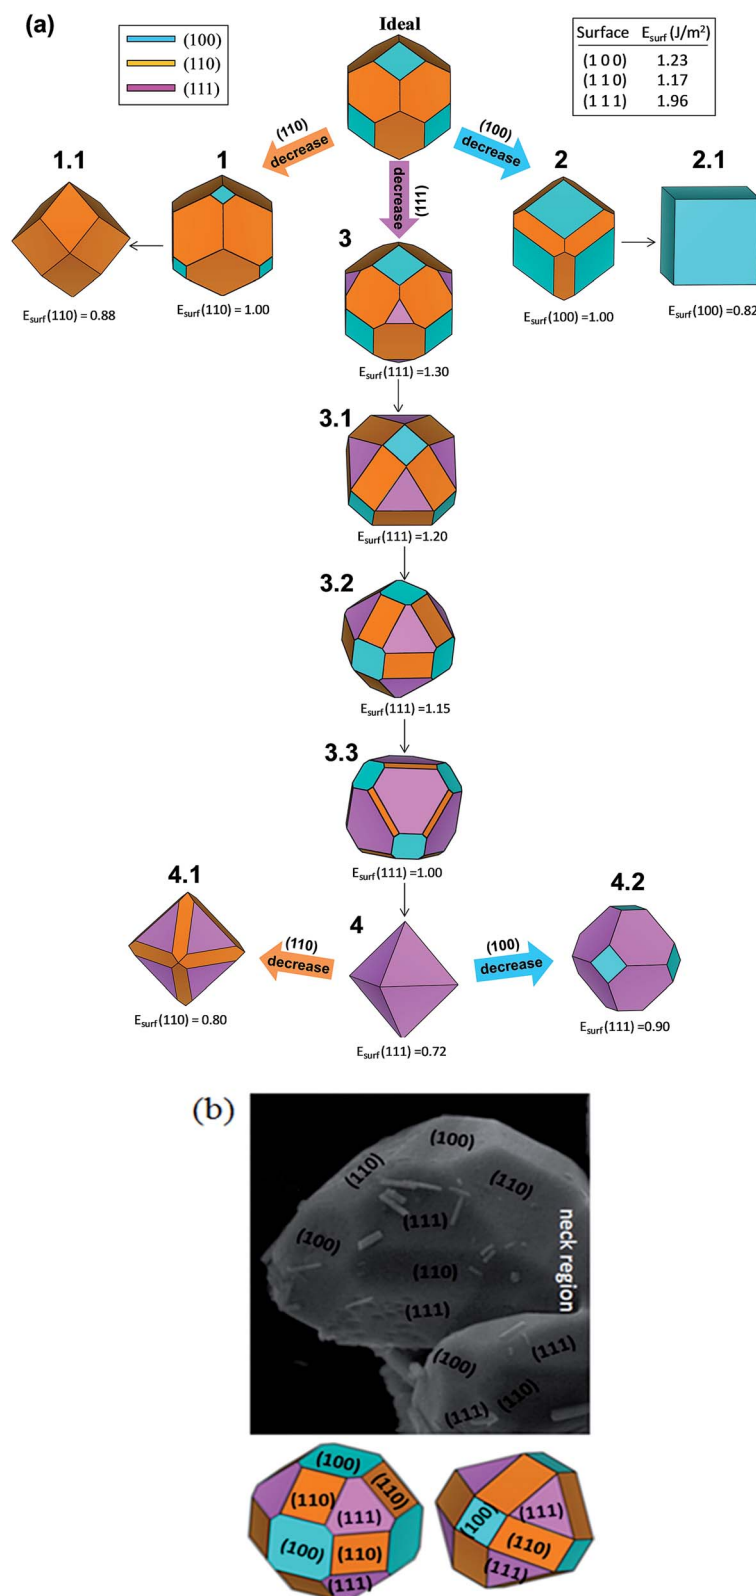 (a)
Ideal
(100)
(110)
(111)
Surface E_surf (J/m²)
(1 0 0) 1.23
(1 1 0) 1.17
(1 1 1) 1.96
(110)
decrease
(100)
decrease
decrease
(111)
1.1
1
2
2.1
3
E_surf(110) = 0.88
E_surf(110) = 1.00
E_surf(100) = 1.00
E_surf(100) = 0.82
E_surf(111) =1.30
3.1
E_surf(111) =1.20
3.2
E_surf(111) =1.15
3.3
E_surf(111) =1.00
4.1
4
4.2
(110)
decrease
(100)
decrease
E_surf(110) = 0.80
E_surf(111) =0.72
E_surf(111) =0.90
(b)
(100)
(110)
(110)
(111)
(100)
(110)
(111)
neck region
(100)
(111)
(110)
(111)
(100)
(110)
(110)
(111)
(100)
(110)
(111)
(100)
(111)
(110)
(111)